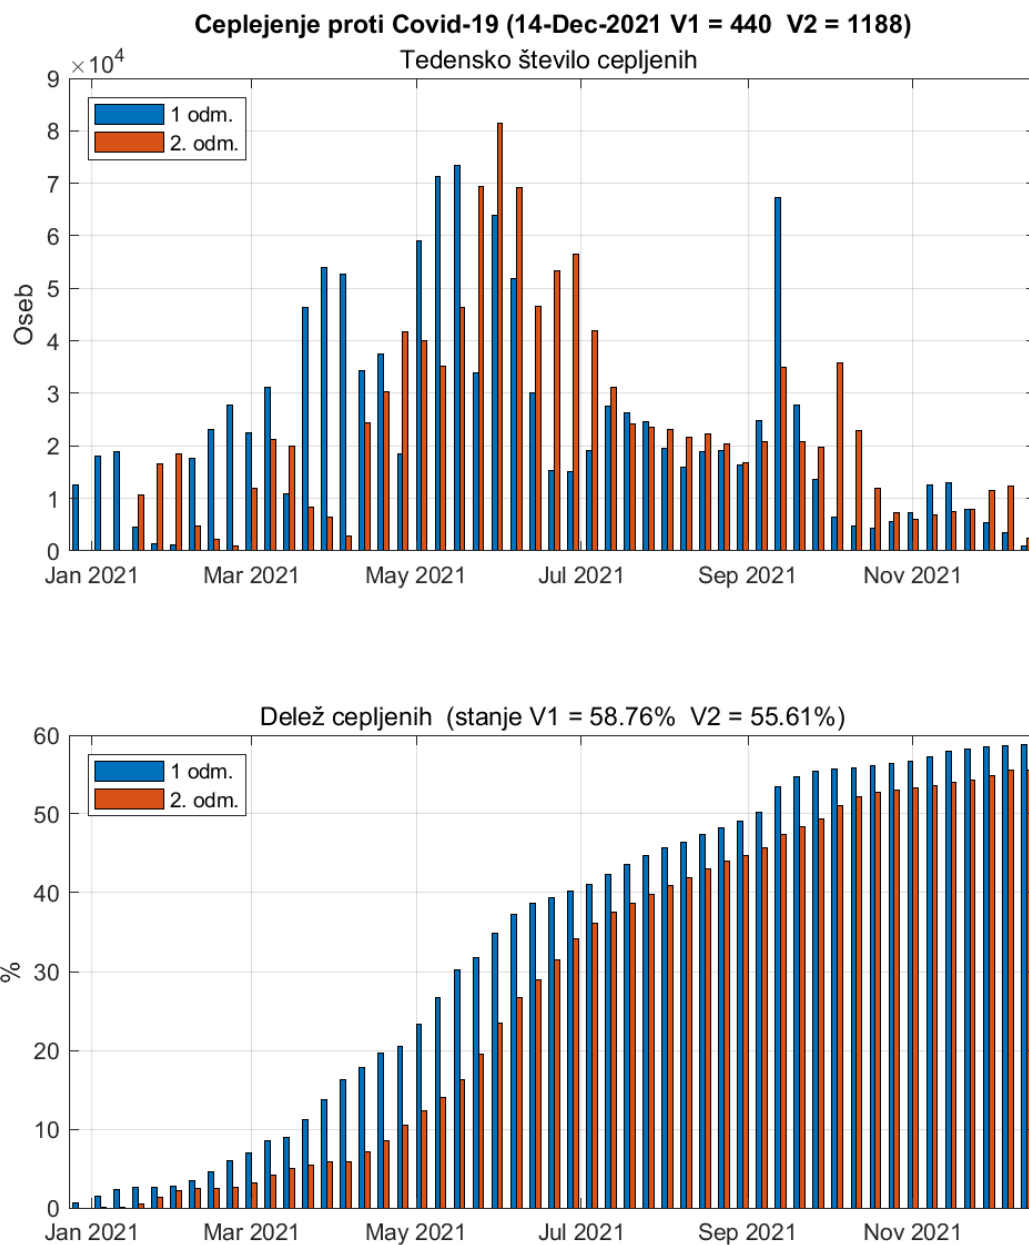 Ceplejenje proti Covid-19 (14-Dec-2021 V1 = 440 V2 = 1188)
Tedensko število cepljenih
×10⁴
9
8
7
6
5
4
3
2
1
0
Oseb
1 odm.
2. odm.
Jan 2021 Mar 2021 May 2021 Jul 2021 Sep 2021 Nov 2021
Delež cepljenih (stanje V1 = 58.76% V2 = 55.61%)
60
50
40
30
20
10
0
%
1 odm.
2. odm.
Jan 2021 Mar 2021 May 2021 Jul 2021 Sep 2021 Nov 2021